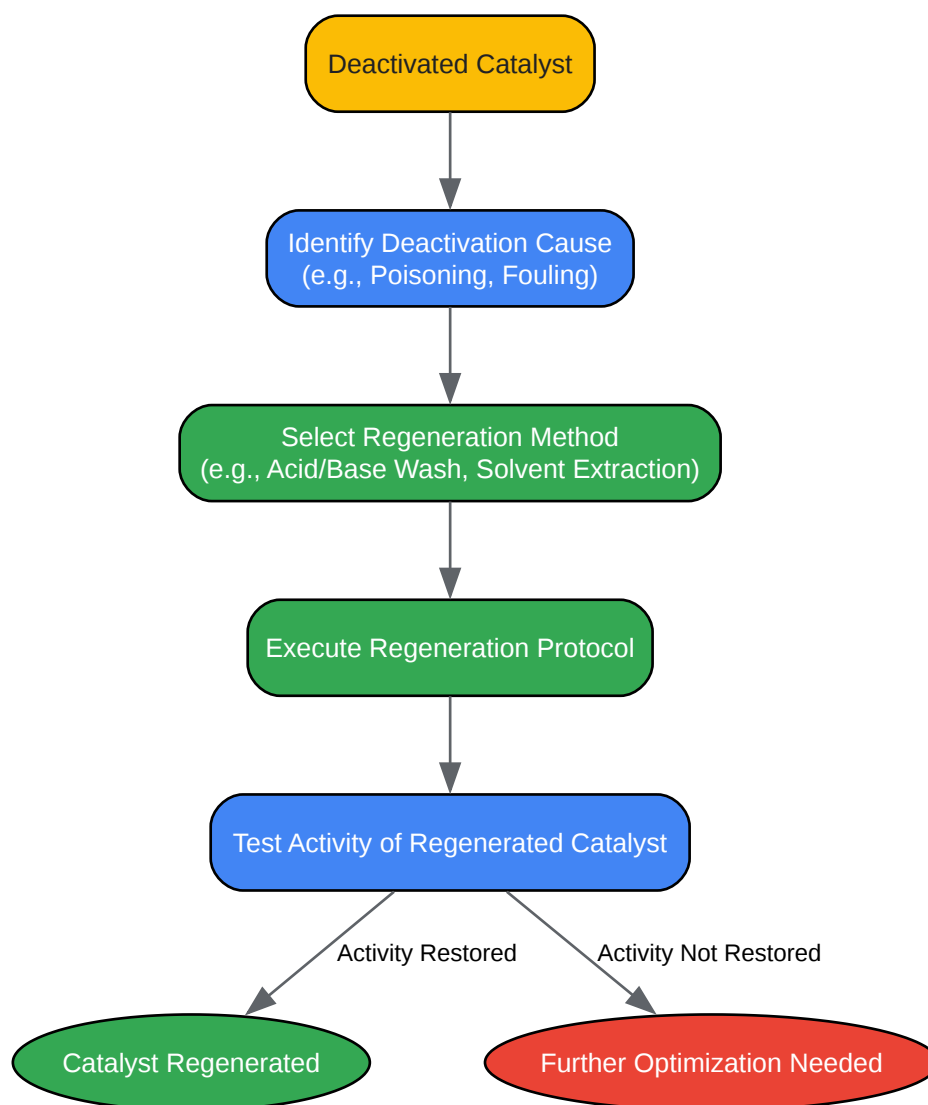 Deactivated Catalyst
Identify Deactivation Cause
(e.g., Poisoning, Fouling)
Select Regeneration Method
(e.g., Acid/Base Wash, Solvent Extraction)
Execute Regeneration Protocol
Test Activity of Regenerated Catalyst
Activity Restored
Activity Not Restored
Catalyst Regenerated
Further Optimization Needed